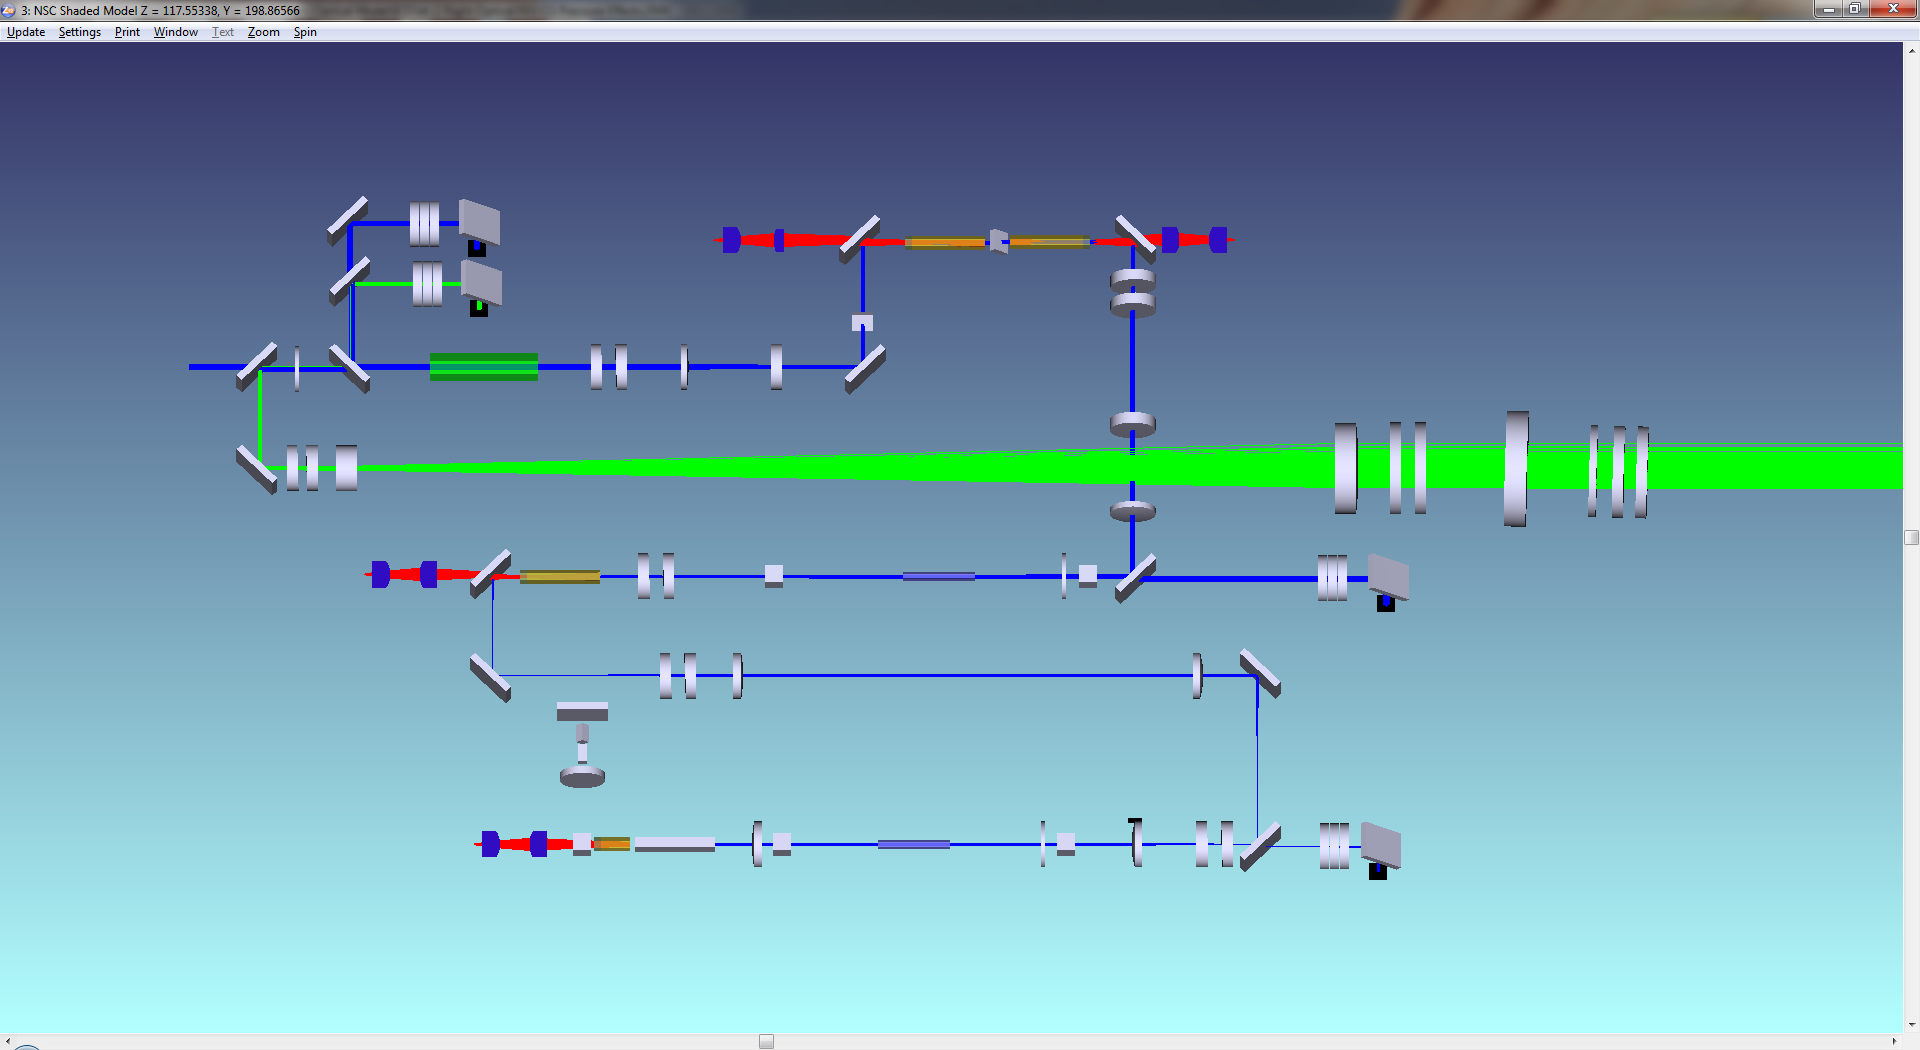 3: NSC Shaded Model Z = 117.55338, Y = 198.86566
Update Settings Print Window Text Zoom Spin